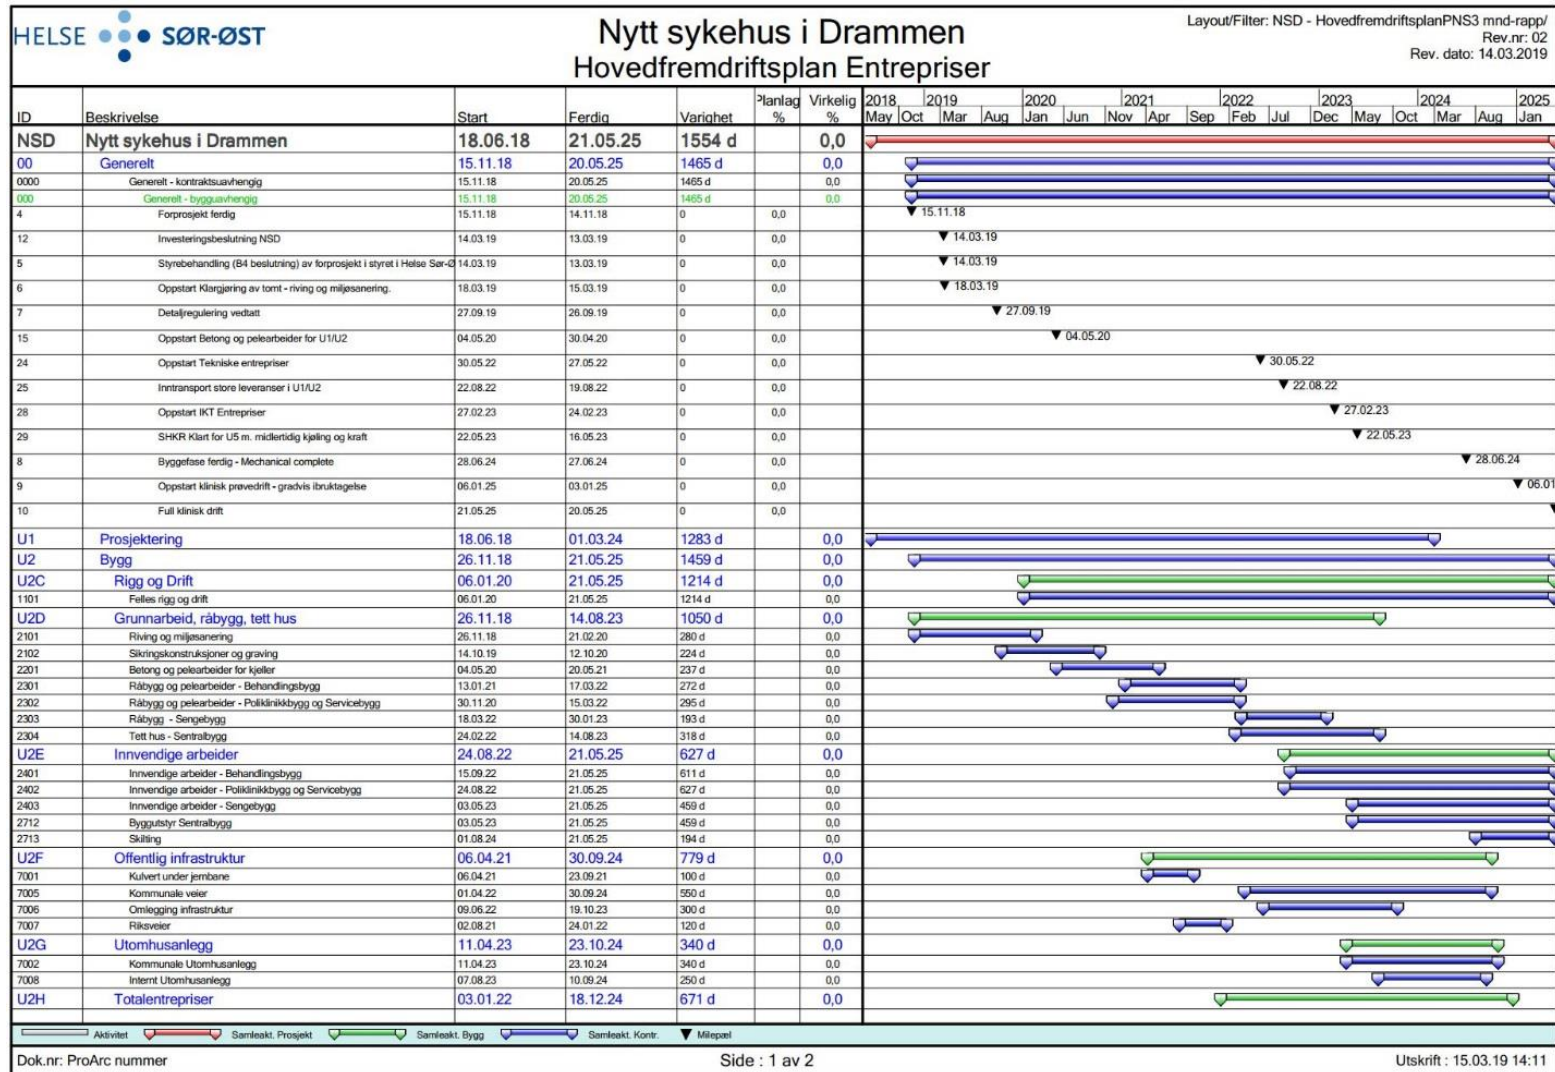 HELSE SØR-ØST
Nytt sykehus i Drammen
Hovedfremdriftsplan Entrepriser
Layout/Filter: NSD - HovedfremdriftsplanPNS3 mnd-rapp/
Rev.nr: 02
Rev. dato: 14.03.2019
ID Beskrivelse Start Ferdig Varighet Planlag % Virkelig %
2018 2019 2020 2021 2022 2023 2024 2025
May Oct Mar Aug Jan Jun Nov Apr Sep Feb Jul Dec May Oct Mar Aug Jan
NSD Nytt sykehus i Drammen 18.06.18 21.05.25 1554 d 0,0
00 Generelt 15.11.18 20.05.25 1465 d 0,0
0000 Generelt - kontraktsuavhengig 15.11.18 20.05.25 1465 d 0,0
000 Generelt - bygguavhengig 15.11.18 20.05.25 1465 d 0,0
4 Forprosjekt ferdig 15.11.18 14.11.18 0 0,0 15.11.18
12 Investeringsbeslutning NSD 14.03.19 13.03.19 0 0,0 14.03.19
5 Styrebehandling (B4 beslutning) av forprosjekt i styret i Helse Sør-Ø 14.03.19 13.03.19 0 0,0 14.03.19
6 Oppstart Klargjøring av tomt - riving og miljøsanering. 18.03.19 15.03.19 0 0,0 18.03.19
7 Detaljregulering vedtatt 27.09.19 26.09.19 0 0,0 27.09.19
15 Oppstart Betong og pelearbeider for U1/U2 04.05.20 30.04.20 0 0,0 04.05.20
24 Oppstart Tekniske entrepriser 30.05.22 27.05.22 0 0,0 30.05.22
25 Inntransport store leveranser i U1/U2 22.08.22 19.08.22 0 0,0 22.08.22
28 Oppstart IKT Entrepriser 27.02.23 24.02.23 0 0,0 27.02.23
29 SHKR Klart for U5 m. midlertidig kjøling og kraft 22.05.23 16.05.23 0 0,0 22.05.23
8 Byggefase ferdig - Mechanical complete 28.06.24 27.06.24 0 0,0 28.06.24
9 Oppstart klinisk prøvedrift - gradvis ibruktagelse 06.01.25 03.01.25 0 0,0 06.01
10 Full klinisk drift 21.05.25 20.05.25 0 0,0
U1 Prosjektering 18.06.18 01.03.24 1283 d 0,0
U2 Bygg 26.11.18 21.05.25 1459 d 0,0
U2C Rigg og Drift 06.01.20 21.05.25 1214 d 0,0
1101 Felles rigg og drift 06.01.20 21.05.25 1214 d 0,0
U2D Grunnarbeid, råbygg, tett hus 26.11.18 14.08.23 1050 d 0,0
2101 Riving og miljøsanering 26.11.18 21.02.20 280 d 0,0
2102 Sikringskonstruksjoner og graving 14.10.19 12.10.20 224 d 0,0
2201 Betong og pelearbeider for kjeller 04.05.20 20.05.21 237 d 0,0
2301 Råbygg og pelearbeider - Behandlingsbygg 13.01.21 17.03.22 272 d 0,0
2302 Råbygg og pelearbeider - Poliklinikkbygg og Servicebygg 30.11.20 15.03.22 295 d 0,0
2303 Råbygg - Sengebygg 18.03.22 30.01.23 193 d 0,0
2304 Tett hus - Sentralbygg 24.02.22 14.08.23 318 d 0,0
U2E Innvendige arbeider 24.08.22 21.05.25 627 d 0,0
2401 Innvendige arbeider - Behandlingsbygg 15.09.22 21.05.25 611 d 0,0
2402 Innvendige arbeider - Poliklinikkbygg og Servicebygg 24.08.22 21.05.25 627 d 0,0
2403 Innvendige arbeider - Sengebygg 03.05.23 21.05.25 459 d 0,0
2712 Byggutstyr Sentralbygg 03.05.23 21.05.25 459 d 0,0
2713 Skilting 01.08.24 21.05.25 194 d 0,0
U2F Offentlig infrastruktur 06.04.21 30.09.24 779 d 0,0
7001 Kulvert under jernbane 06.04.21 23.09.21 100 d 0,0
7005 Kommunale veier 01.04.22 30.09.24 550 d 0,0
7006 Omlegging infrastruktur 09.06.22 19.10.23 300 d 0,0
7007 Riksveier 02.08.21 24.01.22 120 d 0,0
U2G Utomhusanlegg 11.04.23 23.10.24 340 d 0,0
7002 Kommunale Utomhusanlegg 11.04.23 23.10.24 340 d 0,0
7008 Internt Utomhusanlegg 07.08.23 10.09.24 250 d 0,0
U2H Totalentrepriser 03.01.22 18.12.24 671 d 0,0
Aktivitet Samleakt. Prosjekt Samleakt. Bygg Samleakt. Kontr. Milepæl
Dok.nr: ProArc nummer Side : 1 av 2 Utskrift : 15.03.19 14:11